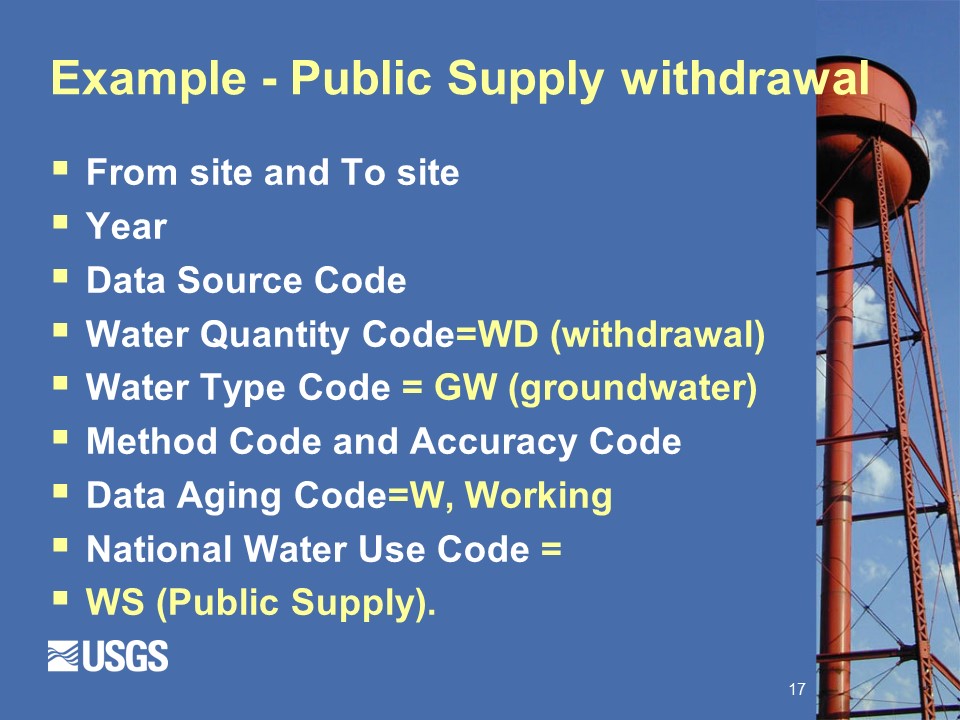 Example - Public Supply withdrawal
▪ From site and To site
▪ Year
▪ Data Source Code
▪ Water Quantity Code=WD (withdrawal)
▪ Water Type Code = GW (groundwater)
▪ Method Code and Accuracy Code
▪ Data Aging Code=W, Working
▪ National Water Use Code =
▪ WS (Public Supply).
USGS
17